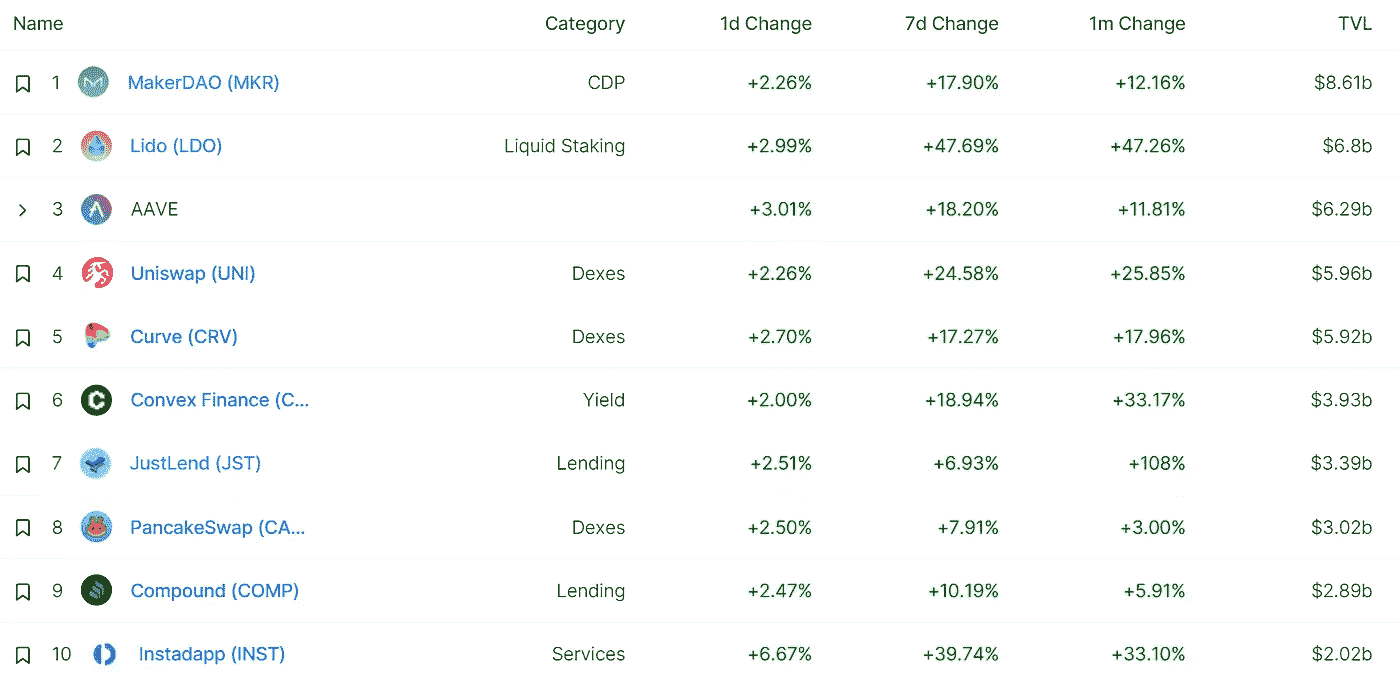 Name Category 1d Change 7d Change 1m Change TVL
1 MakerDAO (MKR) CDP +2.26% +17.90% +12.16% $8.61b
2 Lido (LDO) Liquid Staking +2.99% +47.69% +47.26% $6.8b
3 AAVE +3.01% +18.20% +11.81% $6.29b
4 Uniswap (UNI) Dexes +2.26% +24.58% +25.85% $5.96b
5 Curve (CRV) Dexes +2.70% +17.27% +17.96% $5.92b
6 Convex Finance (C... Yield +2.00% +18.94% +33.17% $3.93b
7 JustLend (JST) Lending +2.51% +6.93% +108% $3.39b
8 PancakeSwap (CA... Dexes +2.50% +7.91% +3.00% $3.02b
9 Compound (COMP) Lending +2.47% +10.19% +5.91% $2.89b
10 Instadapp (INST) Services +6.67% +39.74% +33.10% $2.02b